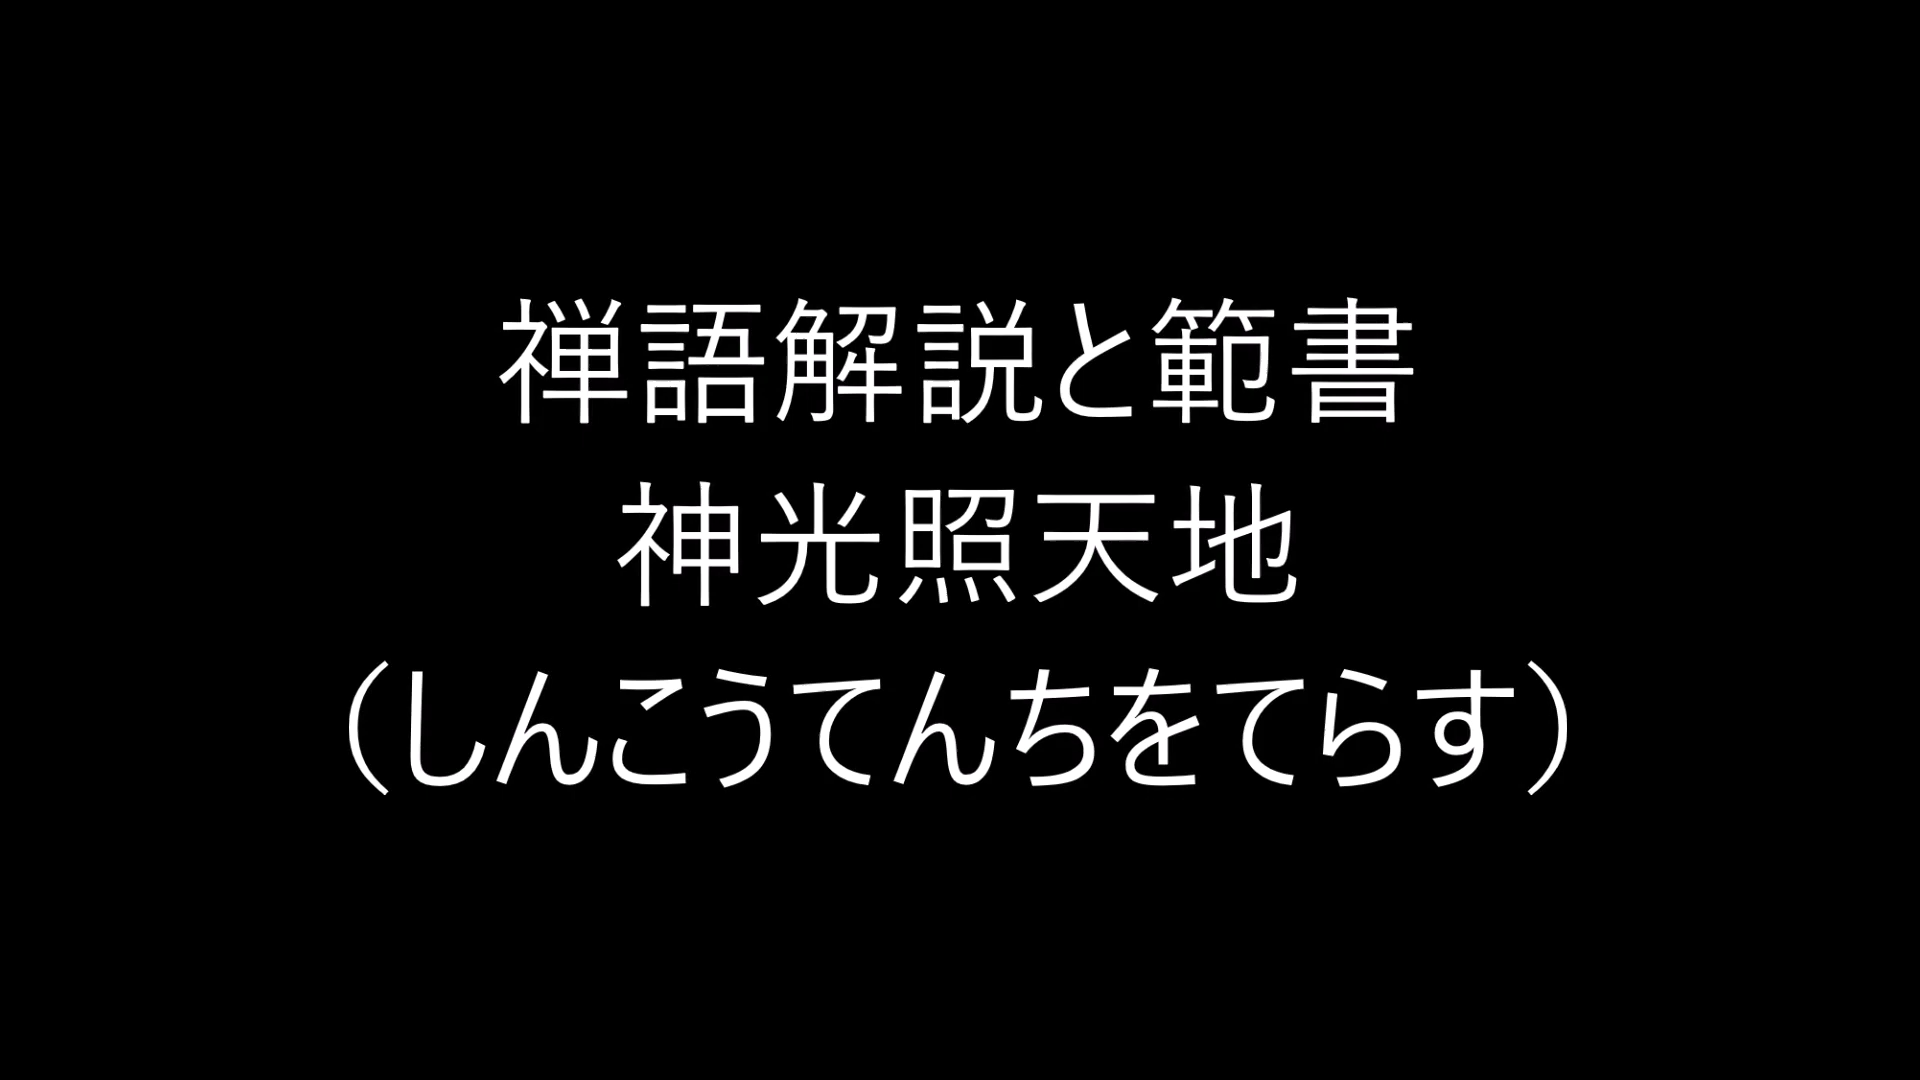 禅語解説と範書
神光照天地
（しんこうてんちをてらす）